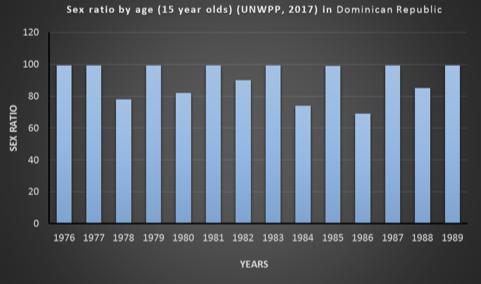 Sex ratio by age (15 year olds) (UNWPP, 2017) in Dominican Republic
120
100
80
60
40
20
0
SEX RATIO
1976 1977 1978 1979 1980 1981 1982 1983 1984 1985 1986 1987 1988 1989
YEARS